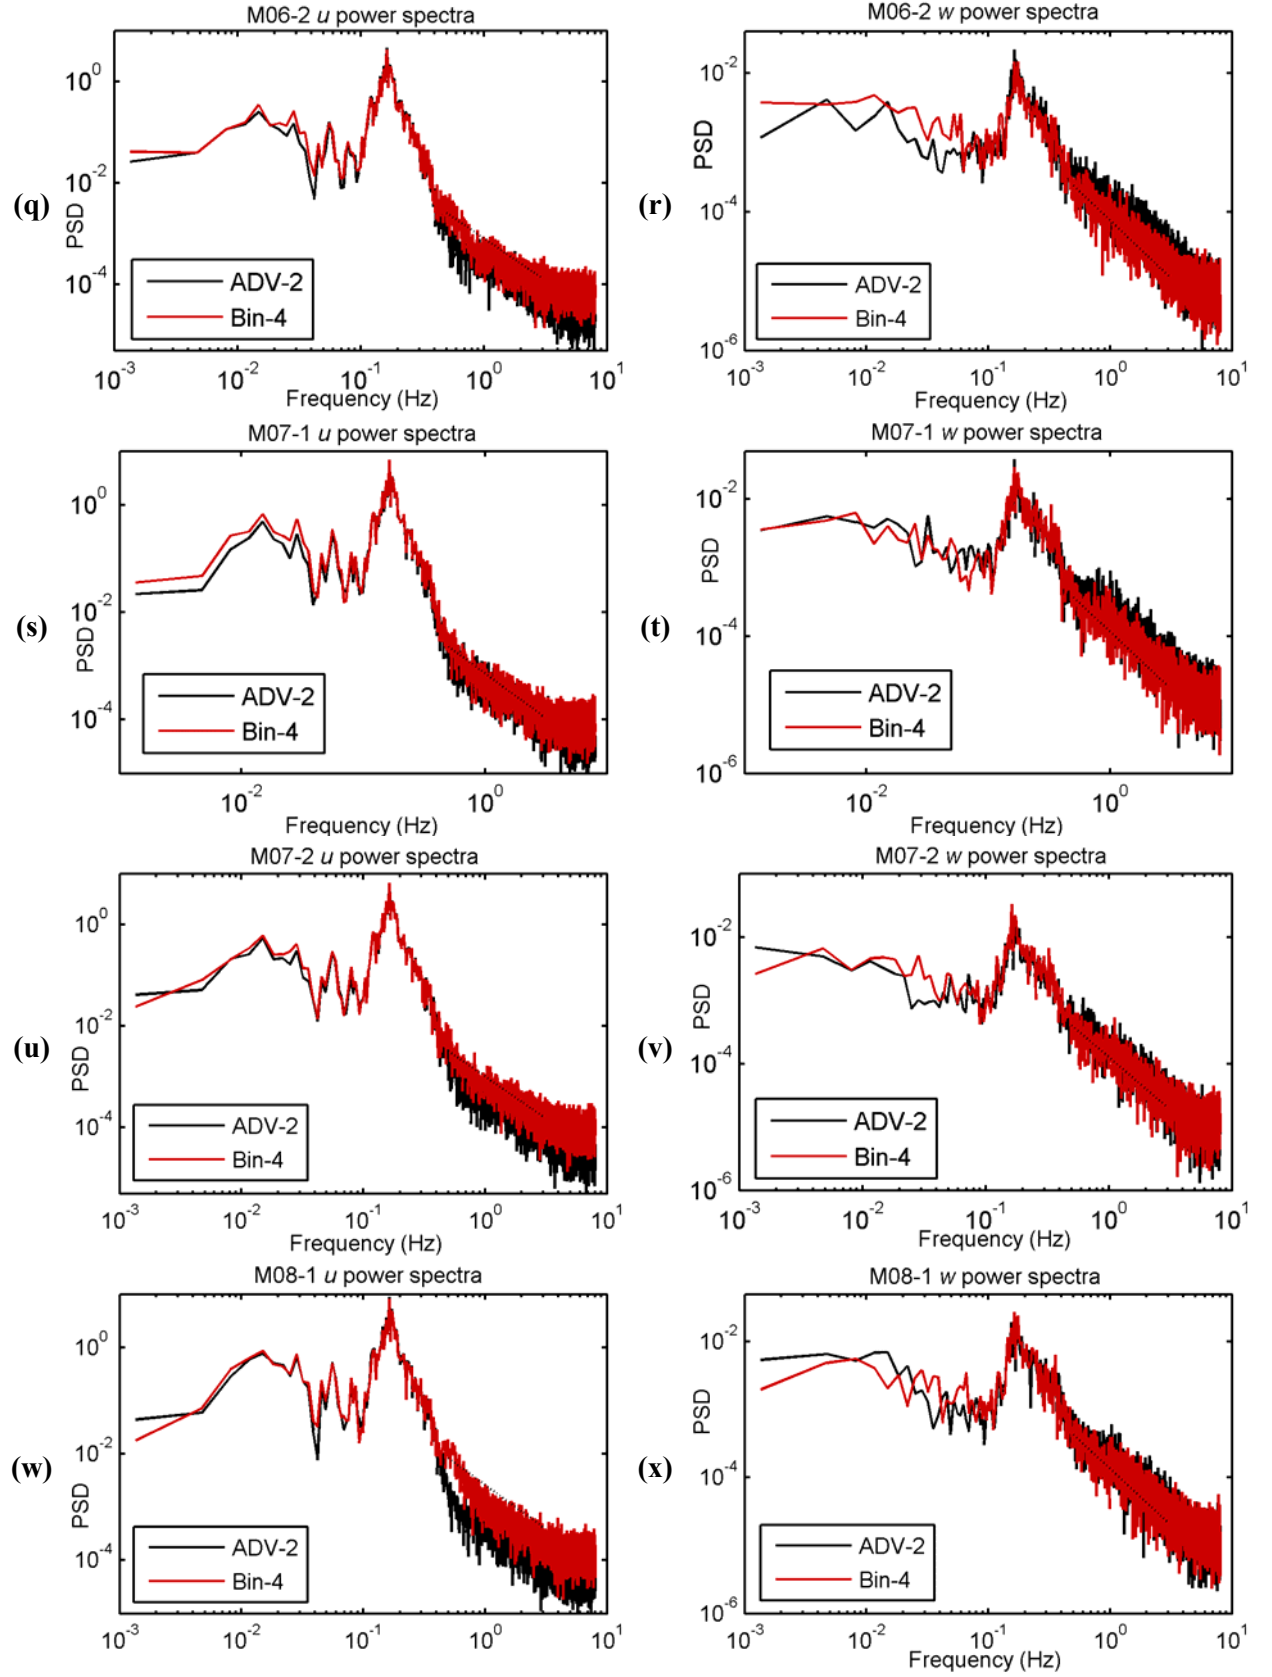 M06-2 u power spectra
10^0
10^-2
10^-4
PSD
(q)
ADV-2
Bin-4
10^-3 10^-2 10^-1 10^0 10^1
Frequency (Hz)
M06-2 w power spectra
10^-2
10^-4
10^-6
PSD
(r)
ADV-2
Bin-4
10^-3 10^-2 10^-1 10^0 10^1
Frequency (Hz)
M07-1 u power spectra
10^0
10^-2
10^-4
PSD
(s)
ADV-2
Bin-4
10^-2 10^0
Frequency (Hz)
M07-1 w power spectra
10^-2
10^-4
10^-6
PSD
(t)
ADV-2
Bin-4
10^-2 10^0
Frequency (Hz)
M07-2 u power spectra
10^0
10^-2
10^-4
PSD
(u)
ADV-2
Bin-4
10^-3 10^-2 10^-1 10^0 10^1
Frequency (Hz)
M07-2 w power spectra
10^-2
10^-4
10^-6
PSD
(v)
ADV-2
Bin-4
10^-3 10^-2 10^-1 10^0 10^1
Frequency (Hz)
M08-1 u power spectra
10^0
10^-2
10^-4
PSD
(w)
ADV-2
Bin-4
10^-3 10^-2 10^-1 10^0 10^1
Frequency (Hz)
M08-1 w power spectra
10^-2
10^-4
10^-6
PSD
(x)
ADV-2
Bin-4
10^-3 10^-2 10^-1 10^0 10^1
Frequency (Hz)